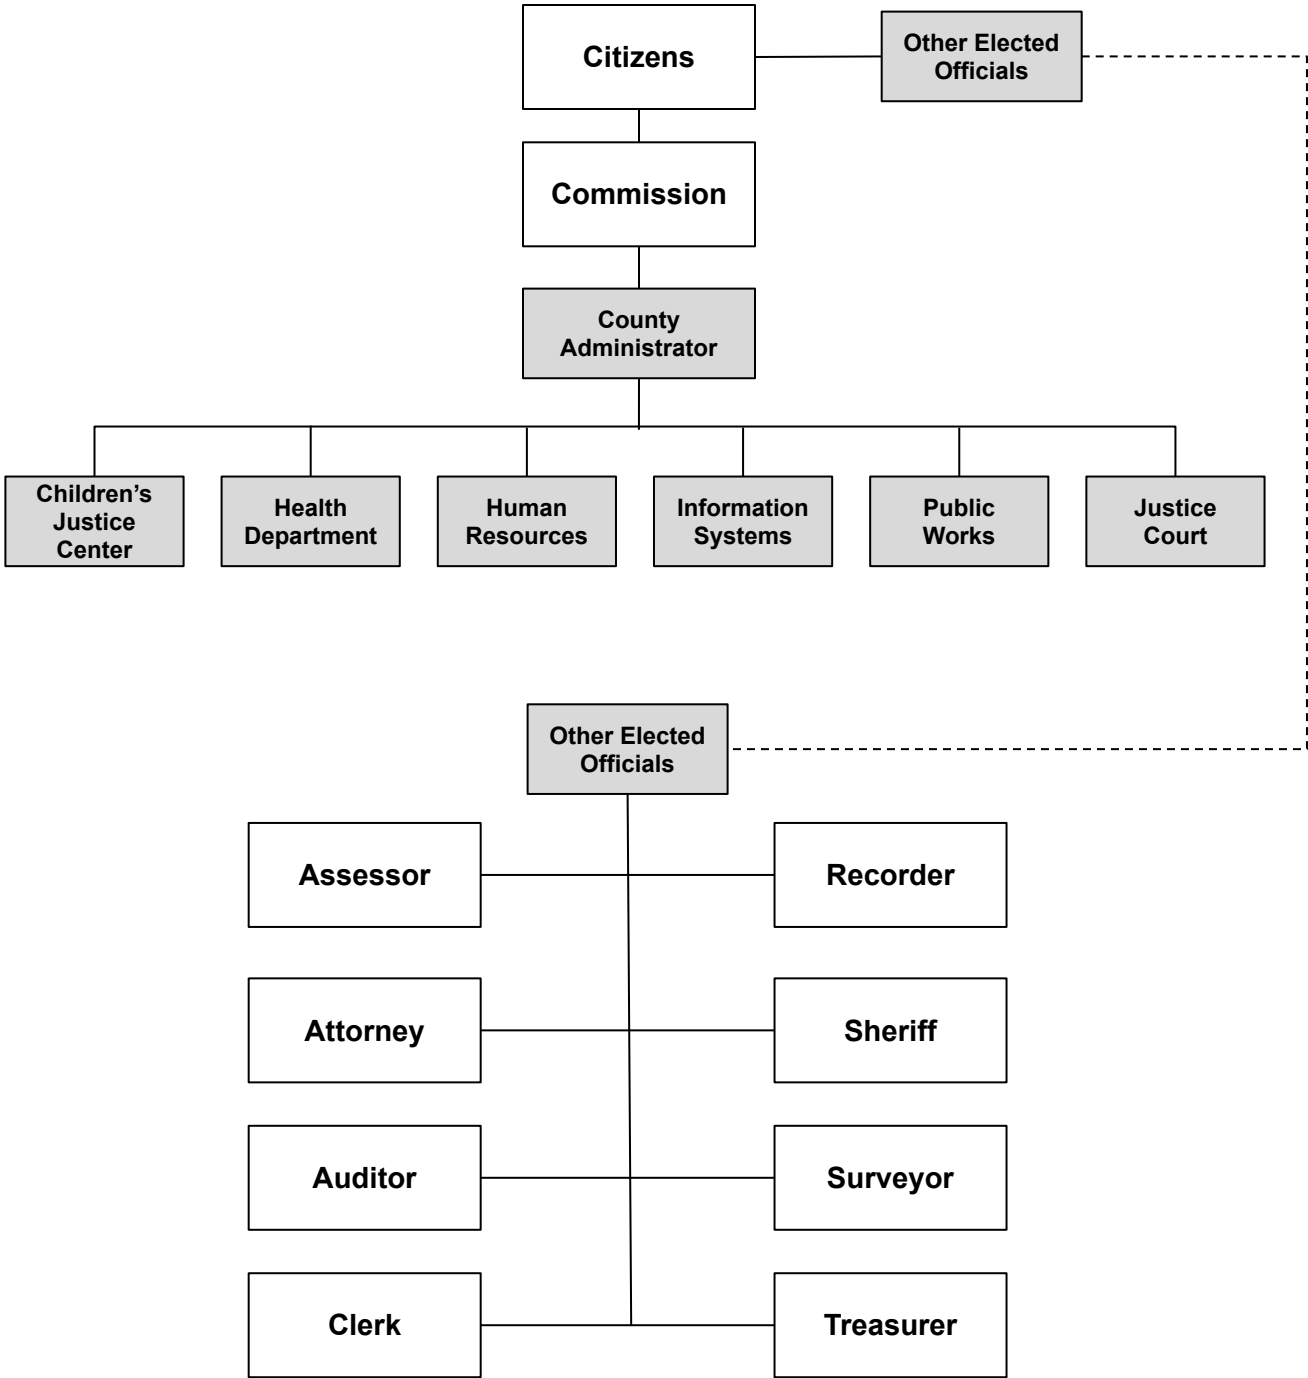 Citizens
Other Elected
Officials
Commission
County
Administrator
Children’s
Justice
Center
Health
Department
Human
Resources
Information
Systems
Public
Works
Justice
Court
Other Elected
Officials
Assessor
Recorder
Attorney
Sheriff
Auditor
Surveyor
Clerk
Treasurer